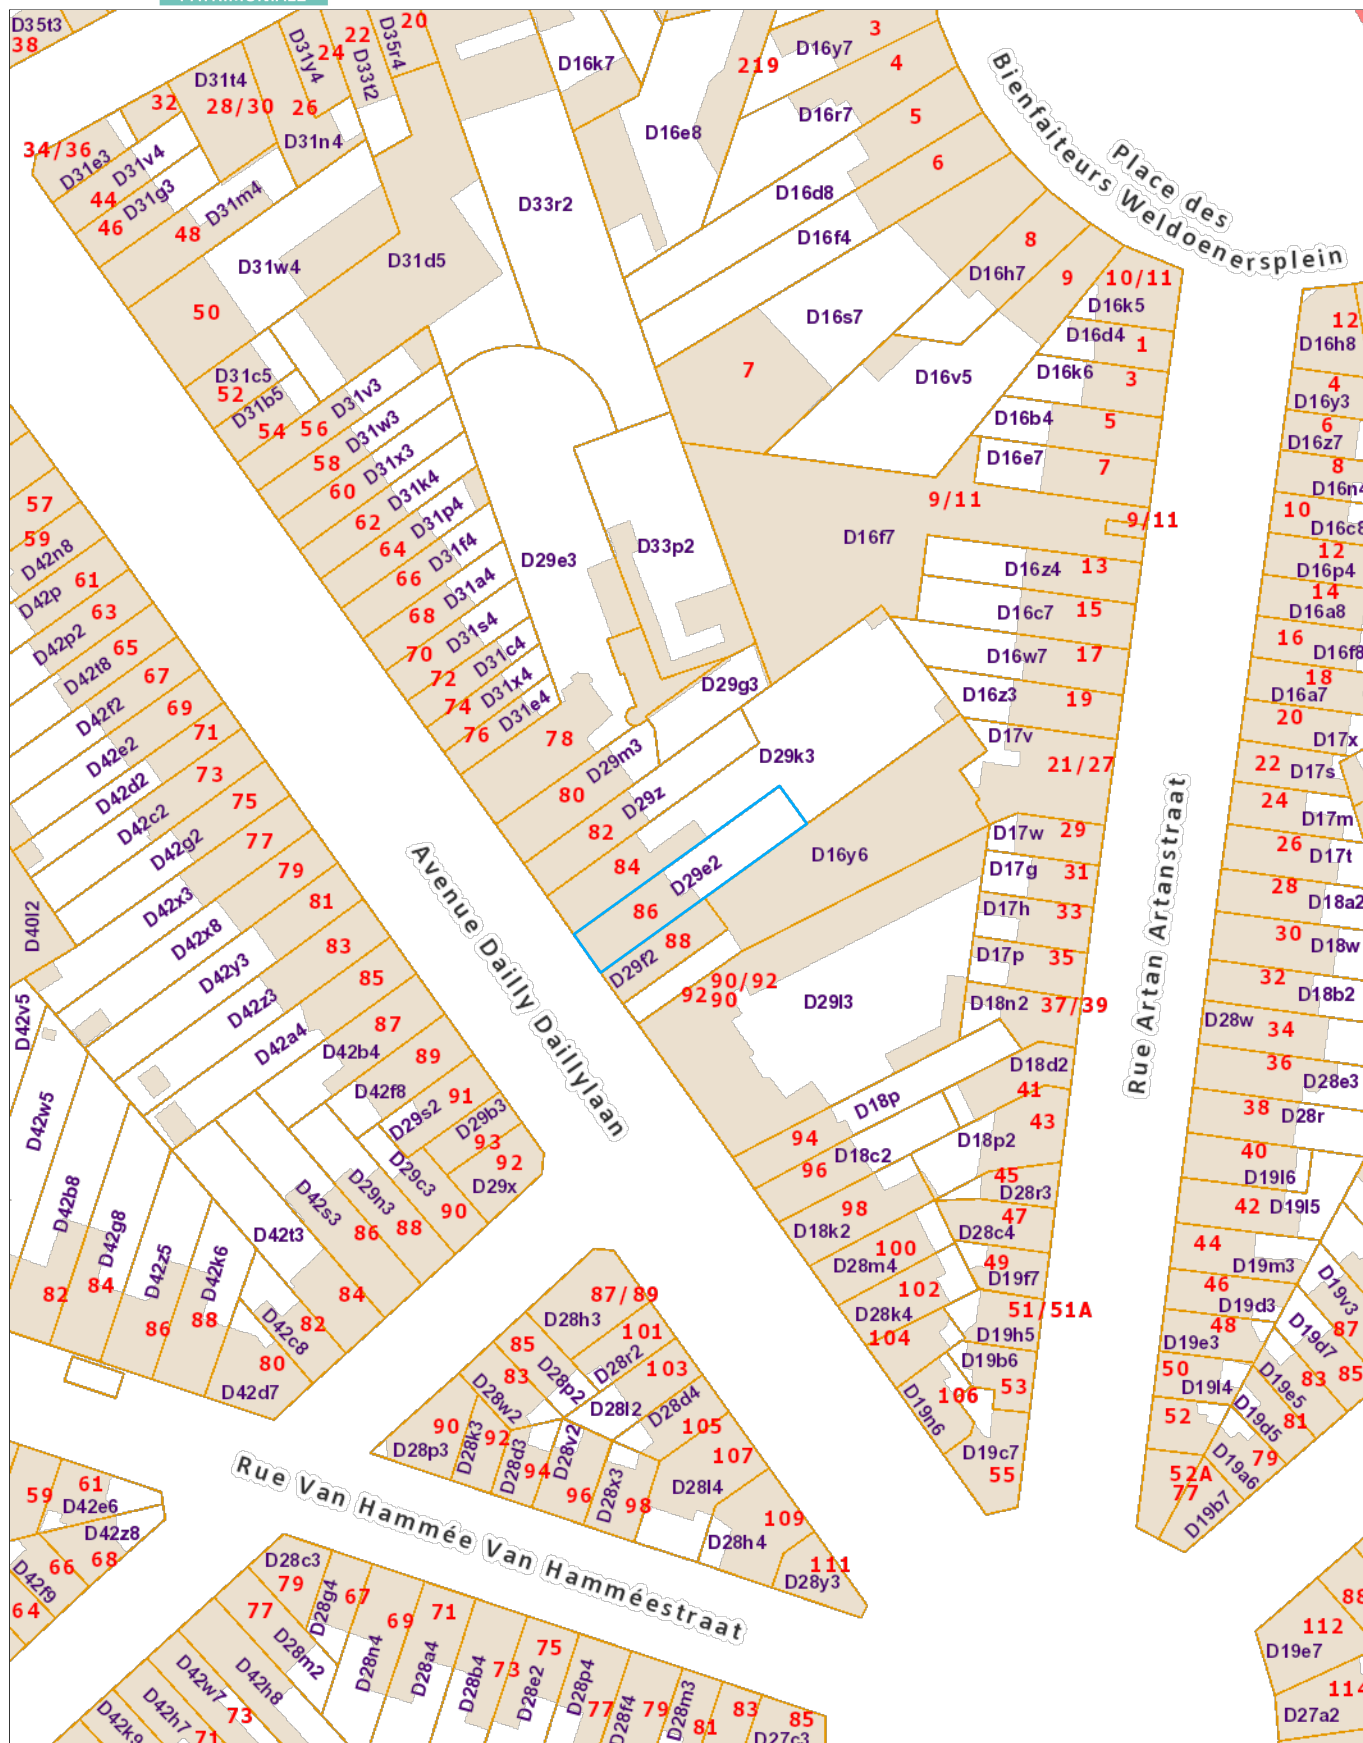 D35t3
38
34/36
D31e3
32
D31t4
28/30
D31y4
24
22
D33t2
26
D31n4
D35r4
20
D16k7
219
D16y7
3
4
D16e8
D16r7
5
6
D31v4
44
D31g3
46
48
D31m4
D31w4
D31d5
D33r2
D16d8
D16f4
Bienfaiteurs Weldoenersplein
Place des
50
D16s7
8
D16h7
9
10/11
D16k5
D16d4
1
7
D16v5
D16k6
3
D16b4
5
D16e7
7
D31c5
52
D31b5
54
56
D31v3
D31w3
58
D31x3
60
D31k4
62
D31p4
64
D31f4
66
D31a4
68
D31s4
70
D31c4
72
D31x4
74
D31e4
76
78
D29e3
D33p2
D16f7
9/11
9/11
D16z4
13
D16c7
15
D16w7
17
D16z3
19
D17v
21/27
D29g3
D29k3
D29m3
80
D29z
82
84
D29e2
86
88
D29f2
D16y6
D17w
29
D17g
31
D17h
33
D17p
35
D18n2
37/39
90/92
92
90
D29l3
D18d2
41
43
D18p
94
96
D18c2
D18p2
45
D28r3
98
D18k2
47
D28c4
100
D28m4
49
D19f7
102
D28k4
104
51/51A
D19h5
D19b6
53
106
D19n6
D19c7
55
12
D16h8
4
D16y3
6
D16z7
8
D16n4
10
D16c8
12
D16p4
14
D16a8
16
D16f8
18
D16a7
20
D17x
22
D17s
24
D17m
26
D17t
28
D18a2
30
D18w
32
D18b2
D28w
34
36
D28e3
38
D28r
40
D19l6
42
D19l5
44
D19m3
46
D19d3
48
D19e3
50
D19l4
52
52A
77
D19b7
D19a6
79
D19d5
81
D19e5
83
85
D19d7
87
D19v3
Rue Artan Artanstraat
57
59
D42n8
D42p
61
63
D42p2
65
D42t8
67
D42f2
69
D42e2
71
D42d2
73
D42c2
75
D42g2
77
79
D42x3
81
D42x8
83
D42y3
85
D42z3
87
D42a4
D42b4
89
D42f8
91
D29s2
D29b3
93
92
D29x
D29c3
90
88
D29n3
86
D42s3
84
D42t3
82
D42c8
80
D42d7
D40l2
D42v5
D42w5
D42b8
82
D42g8
84
D42z5
86
D42k6
88
Avenue Dailly Daillylaan
87/89
D28h3
101
85
D28r2
103
83
D28p2
D28w2
D28l2
D28d4
105
90
D28p3
D28k3
92
D28d3
94
D28v2
96
D28x3
98
107
D28l4
109
D28h4
111
D28y3
Rue Van Hammée Van Hamméestraat
59
61
D42e6
D42z8
68
66
D42f9
64
D28c3
79
77
D28g4
67
D28m2
D28n4
69
71
D28a4
D28b4
73
75
D28e2
D28p4
77
D28f4
79
D28m3
81
83
85
D27c3
D42h8
D42w7
73
D42h7
71
D42k9
88
112
D19e7
114
D27a2